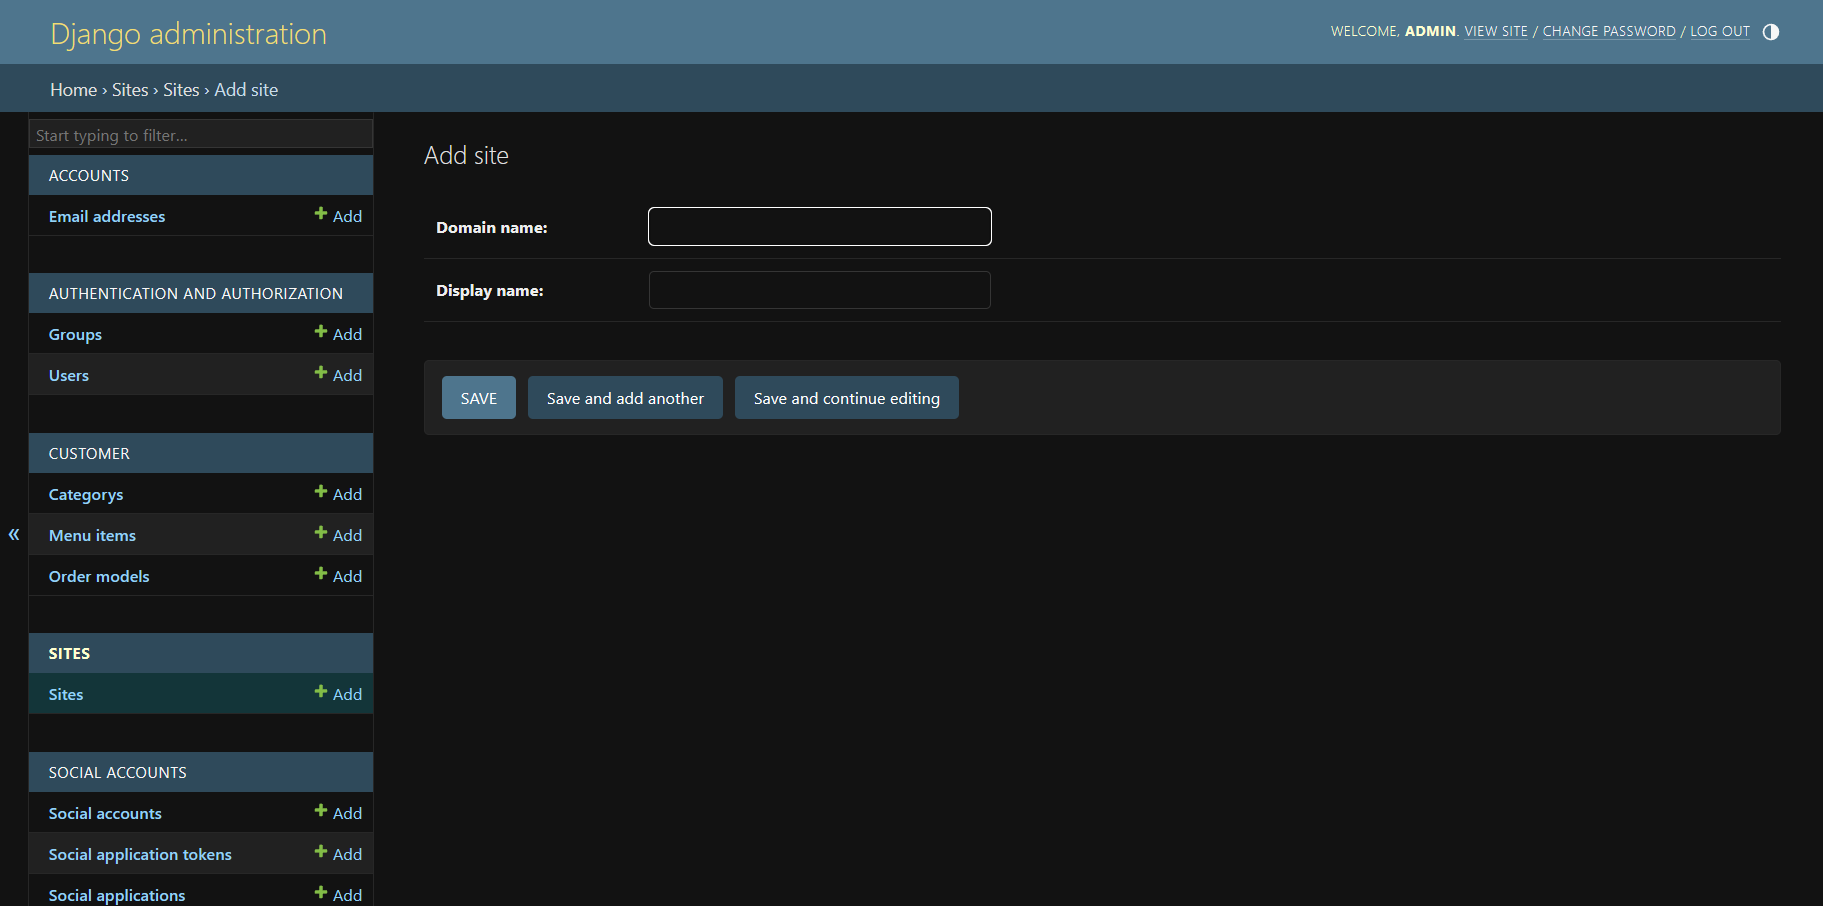 Django administration
WELCOME, ADMIN. VIEW SITE / CHANGE PASSWORD / LOG OUT
Home › Sites › Sites › Add site
Start typing to filter...
ACCOUNTS
Email addresses Add
AUTHENTICATION AND AUTHORIZATION
Groups Add
Users Add
CUSTOMER
Categorys Add
Menu items Add
Order models Add
SITES
Sites Add
SOCIAL ACCOUNTS
Social accounts Add
Social application tokens Add
Social applications Add
«
Add site
Domain name:
Display name:
SAVE Save and add another Save and continue editing